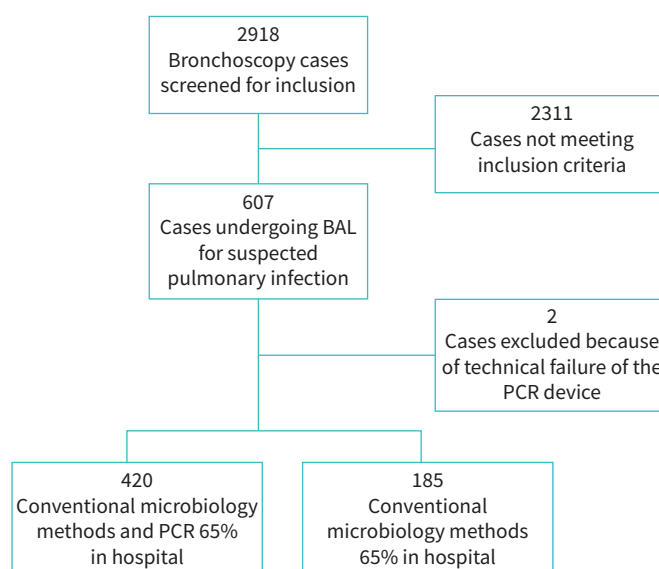 2918
Bronchoscopy cases
screened for inclusion
2311
Cases not meeting
inclusion criteria
607
Cases undergoing BAL
for suspected
pulmonary infection
2
Cases excluded because
of technical failure of the
PCR device
420
Conventional microbiology
methods and PCR 65%
in hospital
185
Conventional
microbiology methods
65% in hospital